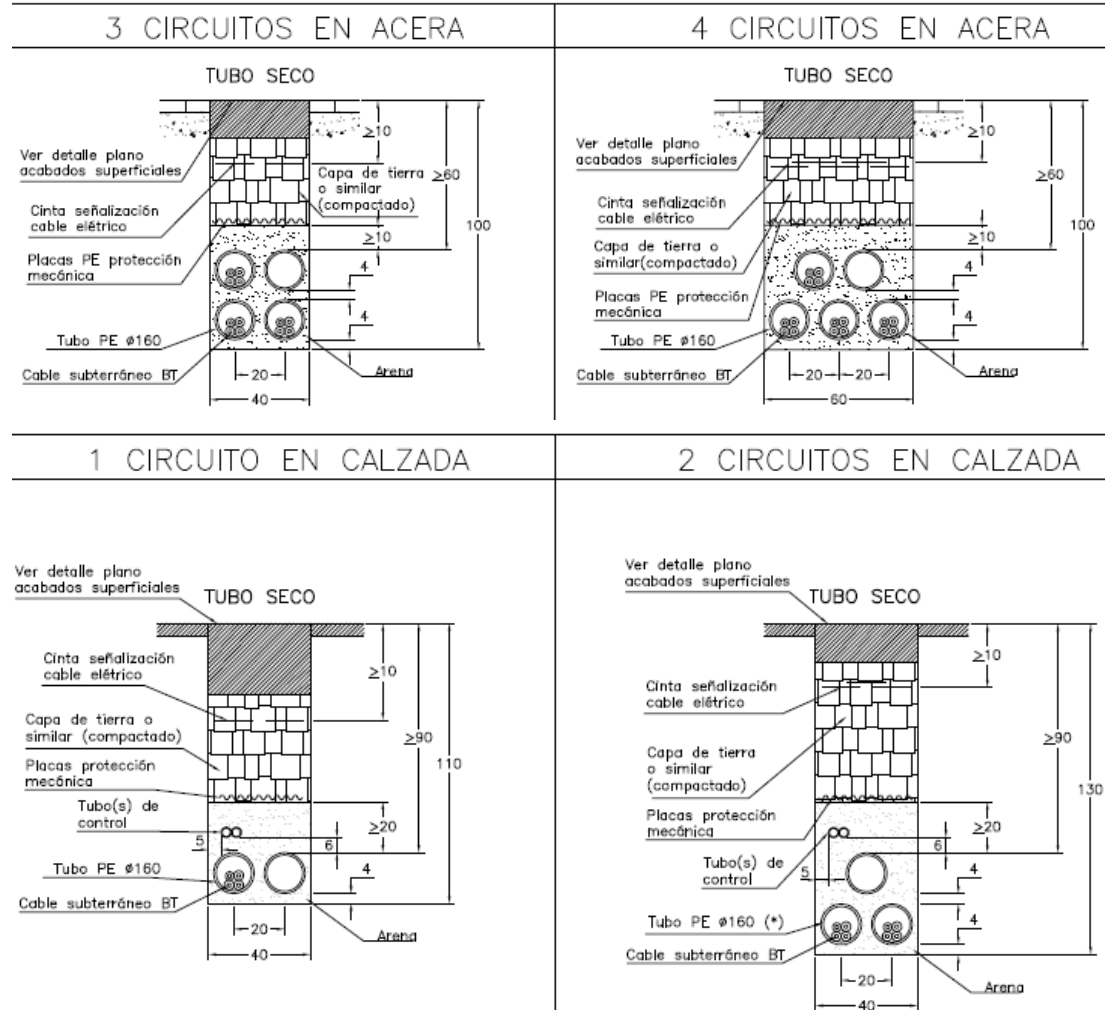 3 CIRCUITOS EN ACERA
TUBO SECO
Ver detalle plano
acabados superficiales
Cinta señalización
cable elétrico
Placas PE protección
mecánica
Tubo PE ø160
Cable subterráneo BT
Capa de tierra
o similar
(compactado)
Arena
≥10
≥60
100
≥10
4
4
20
40
4 CIRCUITOS EN ACERA
TUBO SECO
Ver detalle plano
acabados superficiales
Cinta señalización
cable elétrico
Capa de tierra o
similar(compactado)
Placas PE protección
mecánica
Tubo PE ø160
Cable subterráneo BT
Arena
≥10
≥60
100
≥10
4
4
20
20
60
1 CIRCUITO EN CALZADA
Ver detalle plano
acabados superficiales
TUBO SECO
Cinta señalización
cable elétrico
Capa de tierra o
similar (compactado)
Placas protección
mecánica
Tubo(s) de
control
5
Tubo PE ø160
Cable subterráneo BT
Arena
≥10
≥90
110
≥20
6
4
20
40
2 CIRCUITOS EN CALZADA
Ver detalle plano
acabados superficiales
TUBO SECO
Cinta señalización
cable elétrico
Capa de tierra
o similar
(compactado)
Placas protección
mecánica
Tubo(s) de
control
5
Tubo PE ø160 (*)
Cable subterráneo BT
Arena
≥10
≥90
130
≥20
6
4
4
20
40